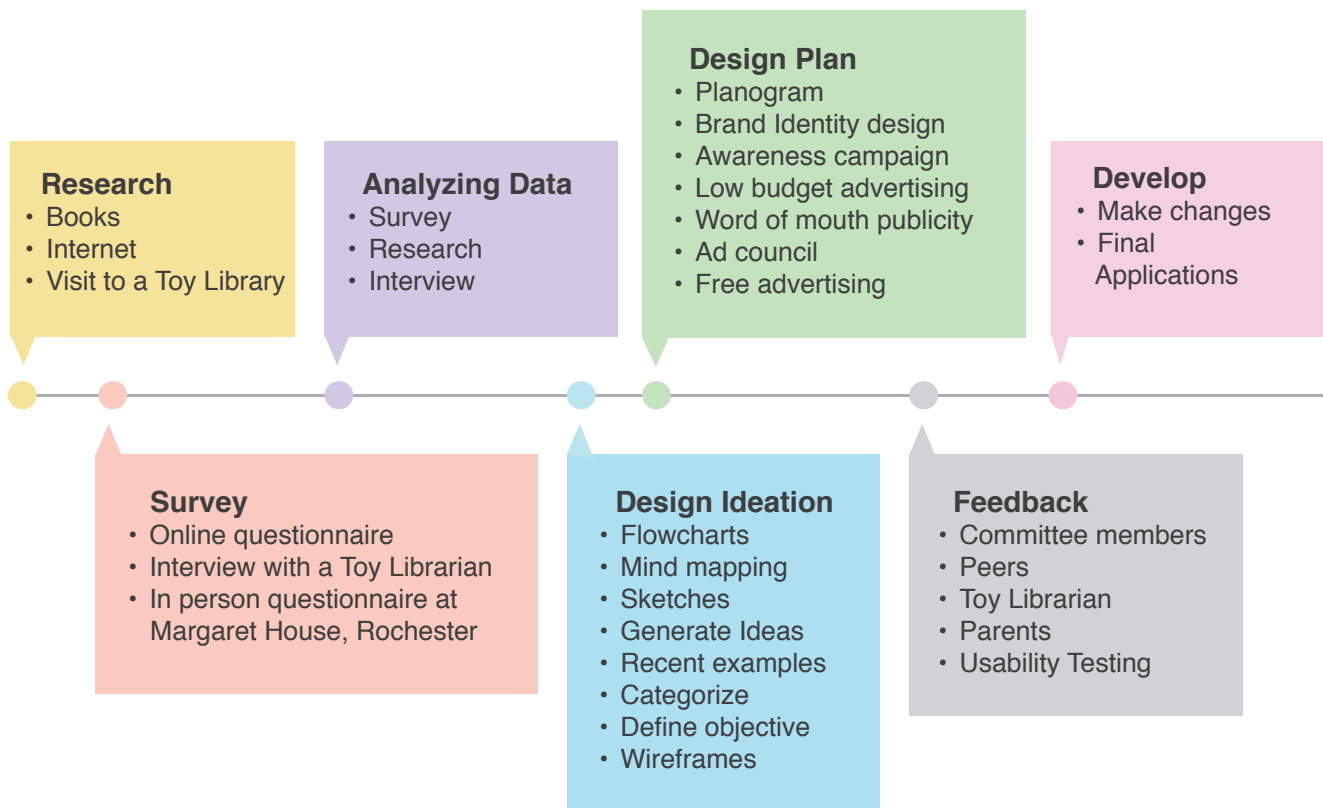 Research
• Books
• Internet
• Visit to a Toy Library
Survey
• Online questionnaire
• Interview with a Toy Librarian
• In person questionnaire at
Margaret House, Rochester
Analyzing Data
• Survey
• Research
• Interview
Design Ideation
• Flowcharts
• Mind mapping
• Sketches
• Generate Ideas
• Recent examples
• Categorize
• Define objective
• Wireframes
Design Plan
• Planogram
• Brand Identity design
• Awareness campaign
• Low budget advertising
• Word of mouth publicity
• Ad council
• Free advertising
Feedback
• Committee members
• Peers
• Toy Librarian
• Parents
• Usability Testing
Develop
• Make changes
• Final
Applications